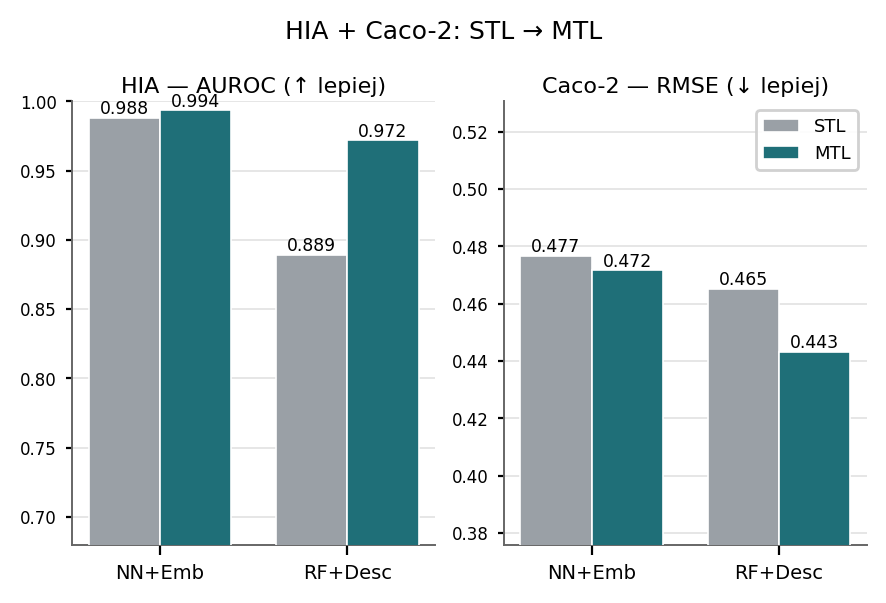 HIA + Caco-2: STL → MTL
HIA — AUROC (↑ lepiej)
1.00
0.95
0.90
0.85
0.80
0.75
0.70
0.988
0.994
0.889
0.972
NN+Emb
RF+Desc
Caco-2 — RMSE (↓ lepiej)
0.52
0.50
0.48
0.46
0.44
0.42
0.40
0.38
STL
MTL
0.477
0.472
0.465
0.443
NN+Emb
RF+Desc